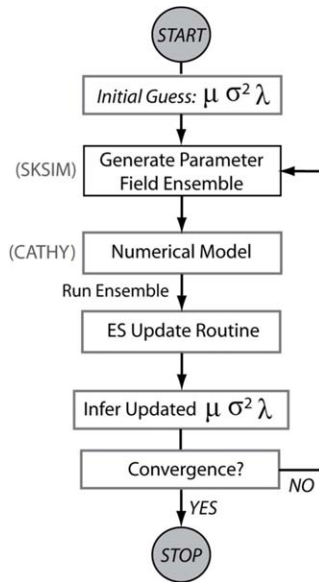 START
Initial Guess: μ σ² λ
(SKSIM)
Generate Parameter
Field Ensemble
(CATHY)
Numerical Model
Run Ensemble
ES Update Routine
Infer Updated μ σ² λ
Convergence?
NO
YES
STOP